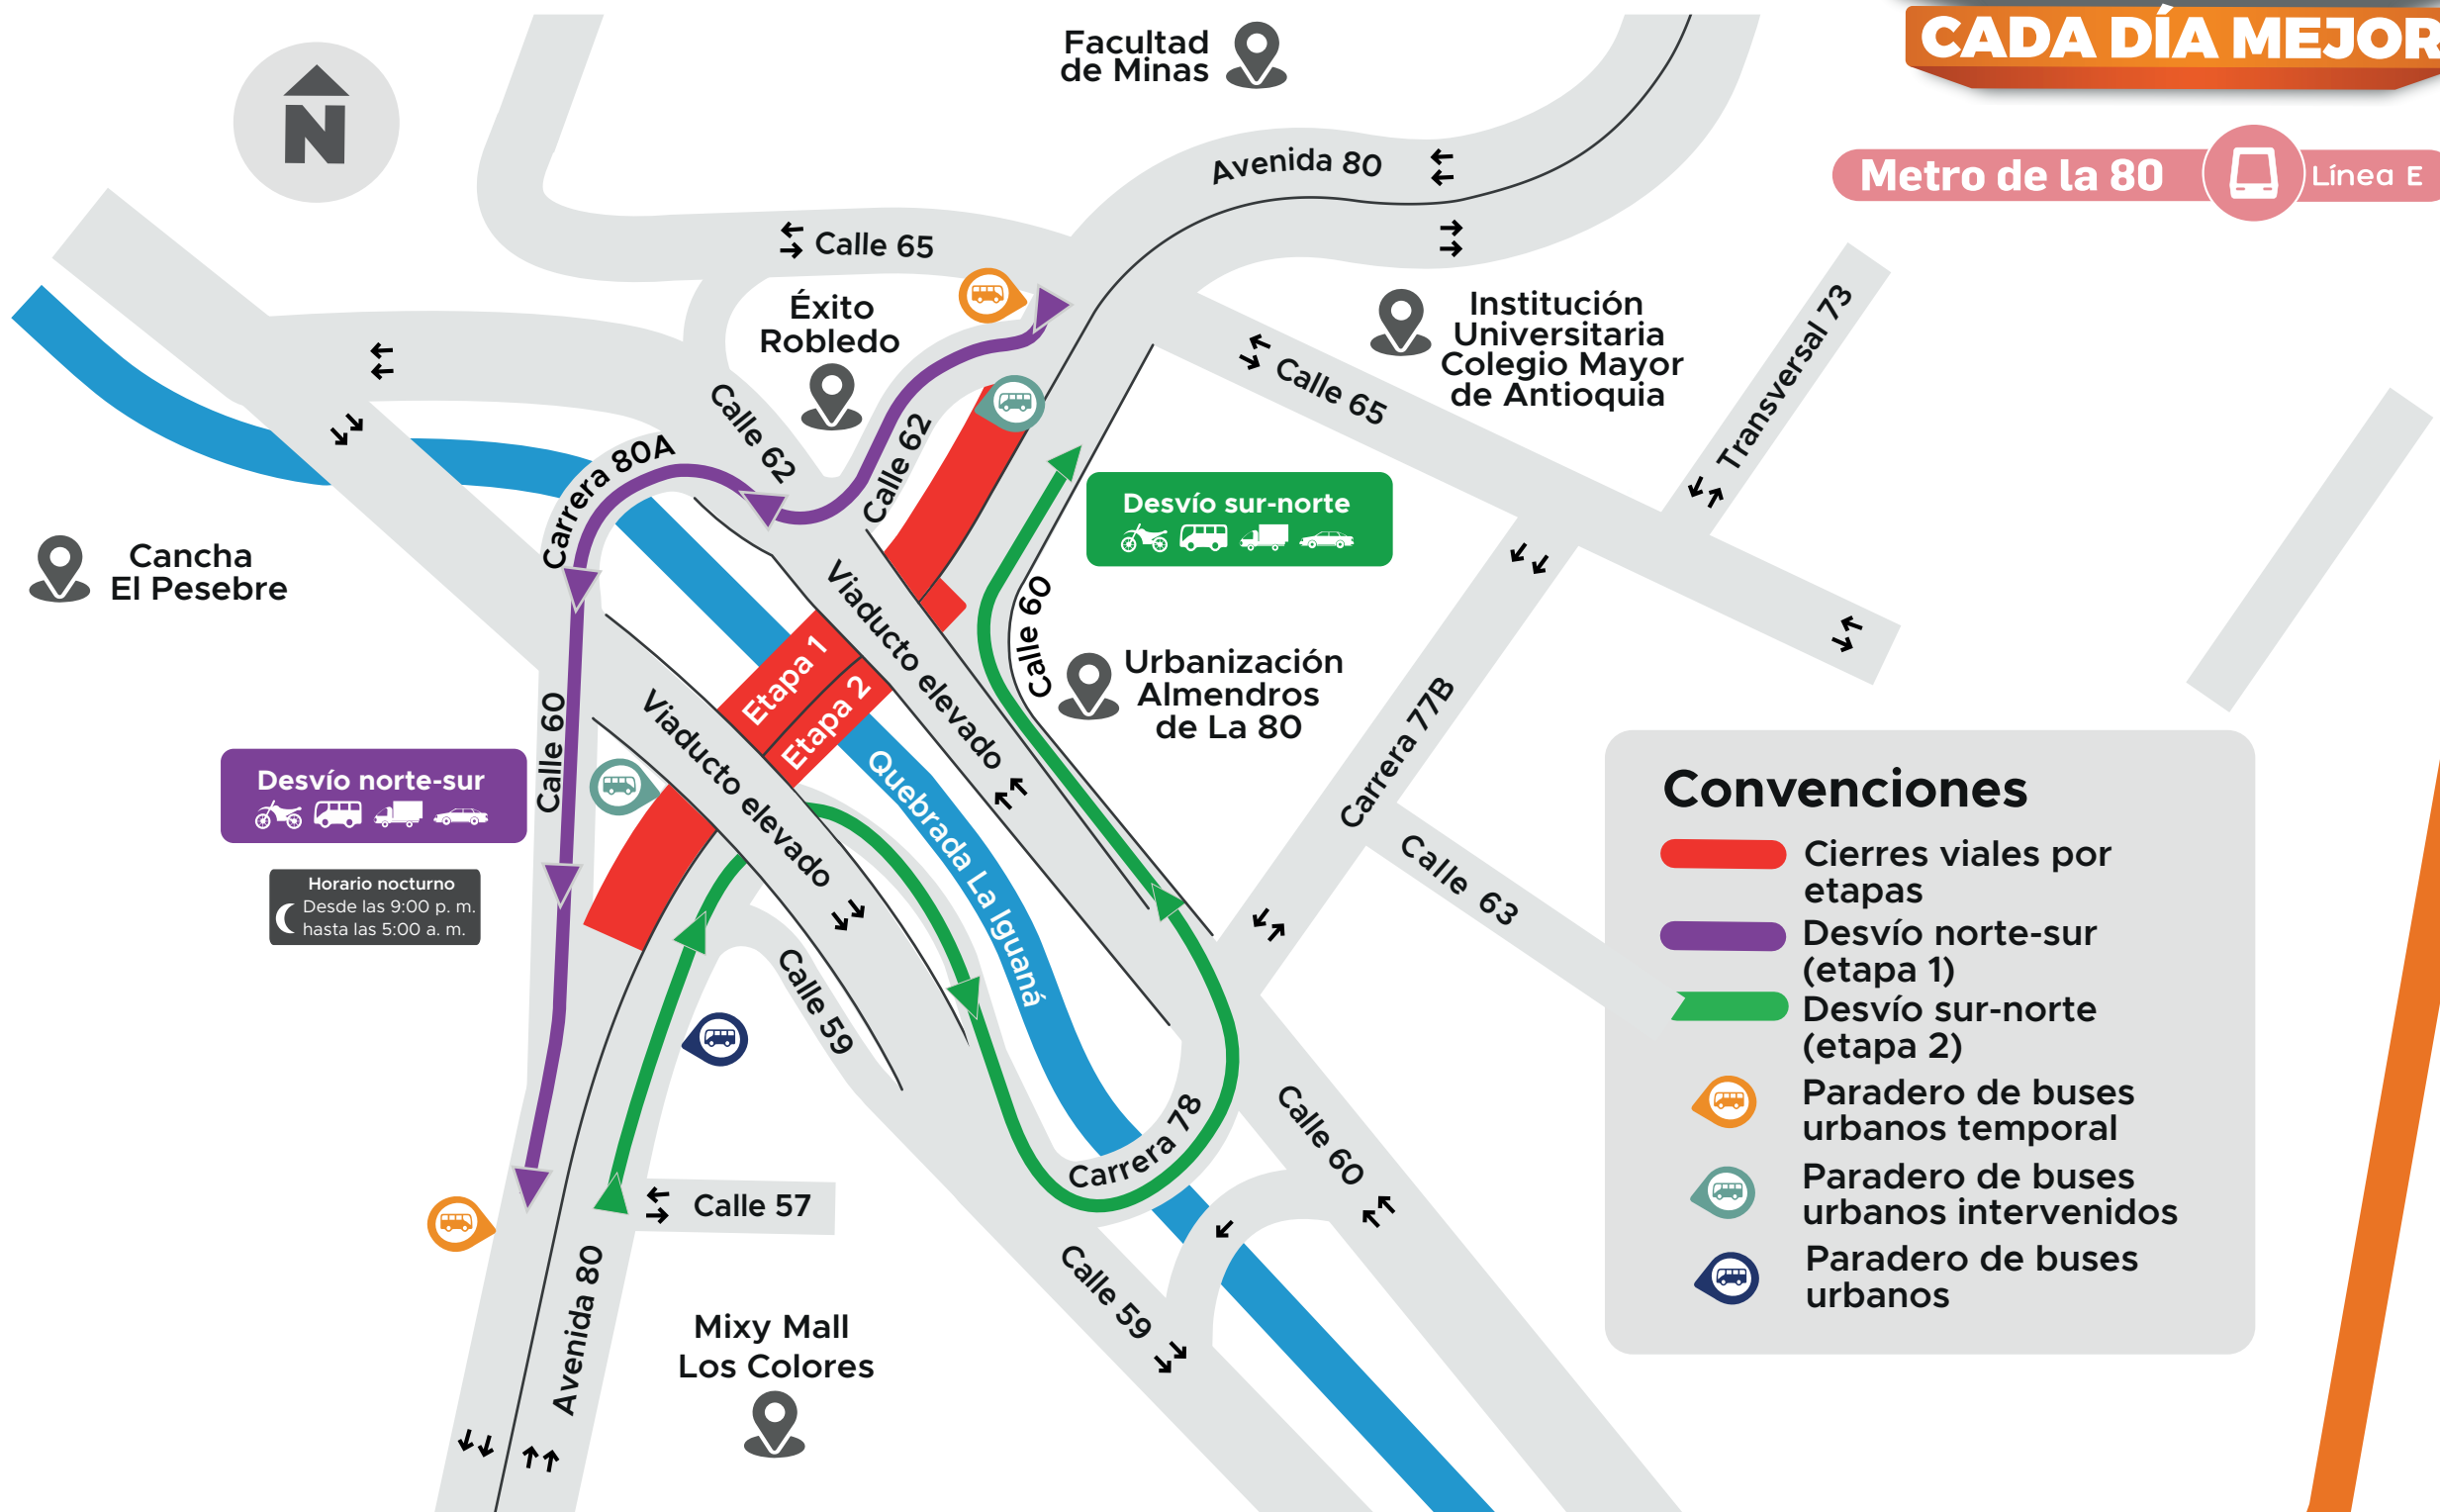 CADA DÍA MEJOR
Metro de la 80
Línea E
N
Facultad
de Minas
Avenida 80
Calle 65
Éxito
Robledo
Institución
Universitaria
Colegio Mayor
de Antioquia
Transversal 73
Calle 65
Calle 62
Calle 62
Carrera 80A
Desvío sur-norte
Cancha
El Pesebre
Calle 60
Viaducto elevado
Etapa 1
Etapa 2
Urbanización
Almendros
de La 80
Carrera 77B
Calle 60
Viaducto elevado
Desvío norte-sur
Horario nocturno
Desde las 9:00 p. m.
hasta las 5:00 a. m.
Quebrada La Iguaná
Calle 63
Calle 59
Carrera 78
Calle 60
Calle 57
Avenida 80
Calle 59
Mixy Mall
Los Colores
Convenciones
Cierres viales por
etapas
Desvío norte-sur
(etapa 1)
Desvío sur-norte
(etapa 2)
Paradero de buses
urbanos temporal
Paradero de buses
urbanos intervenidos
Paradero de buses
urbanos